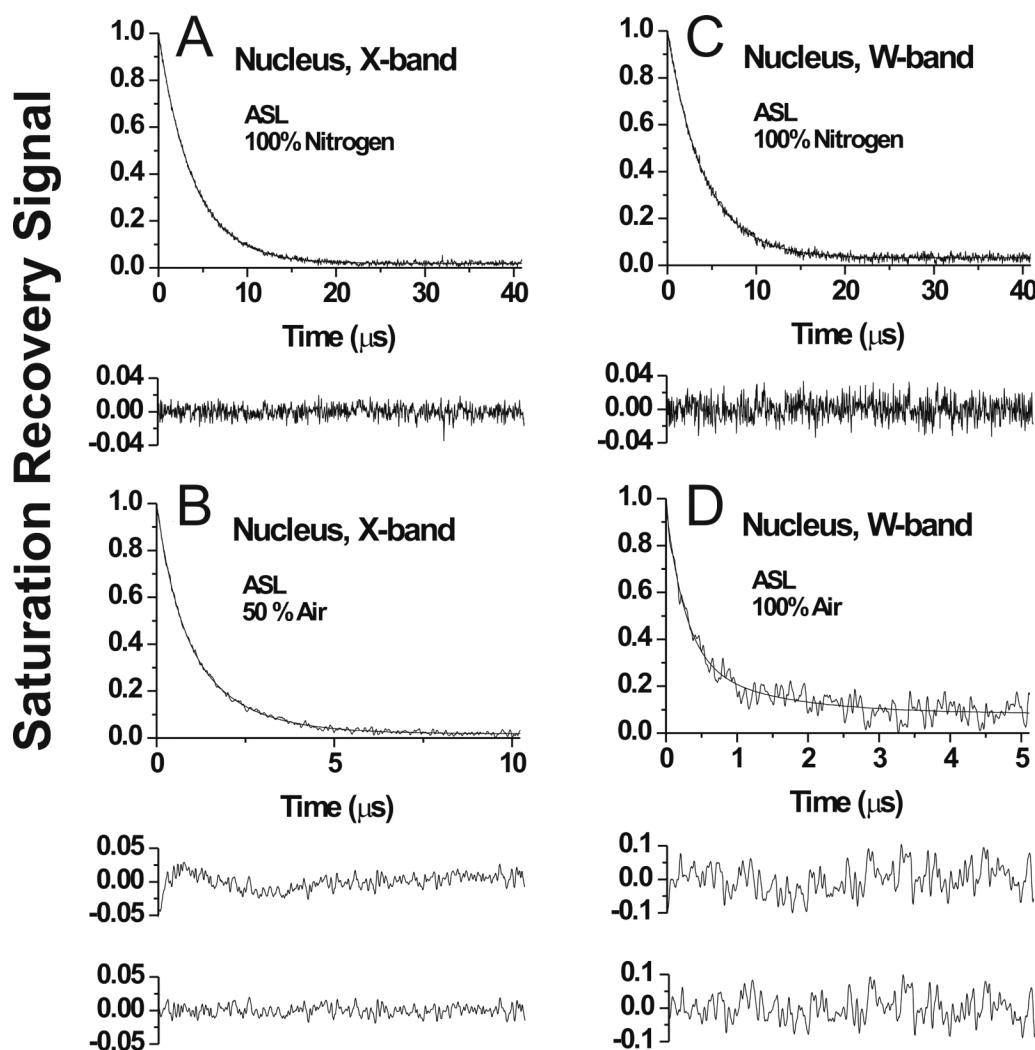 Saturation Recovery Signal
A
Nucleus, X-band
ASL
100% Nitrogen
1.0
0.8
0.6
0.4
0.2
0.0
0
10
20
30
40
Time (μs)
0.04
0.00
-0.04
B
Nucleus, X-band
ASL
50 % Air
1.0
0.8
0.6
0.4
0.2
0.0
0
5
10
Time (μs)
0.05
0.00
-0.05
0.05
0.00
-0.05
C
Nucleus, W-band
ASL
100% Nitrogen
1.0
0.8
0.6
0.4
0.2
0.0
0
10
20
30
40
Time (μs)
0.04
0.00
-0.04
D
Nucleus, W-band
ASL
100% Air
1.0
0.8
0.6
0.4
0.2
0.0
0
1
2
3
4
5
Time (μs)
0.1
0.0
-0.1
0.1
0.0
-0.1